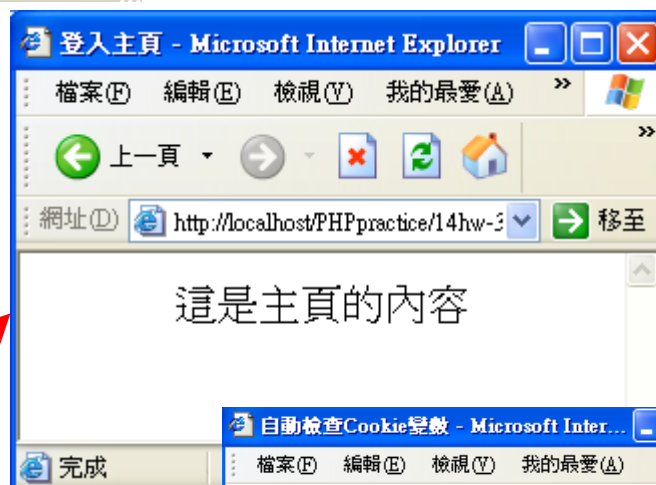 登入主頁 - Microsoft Internet Explorer
檔案(F) 編輯(E) 檢視(V) 我的最愛(A) »
上一頁 »
網址(D) http://localhost/PHPpractice/14hw-3 移至
這是主頁的內容
自動檢查Cookie變數 - Microsoft Inter...
完成 檔案(F) 編輯(E) 檢視(V) 我的最愛(A)